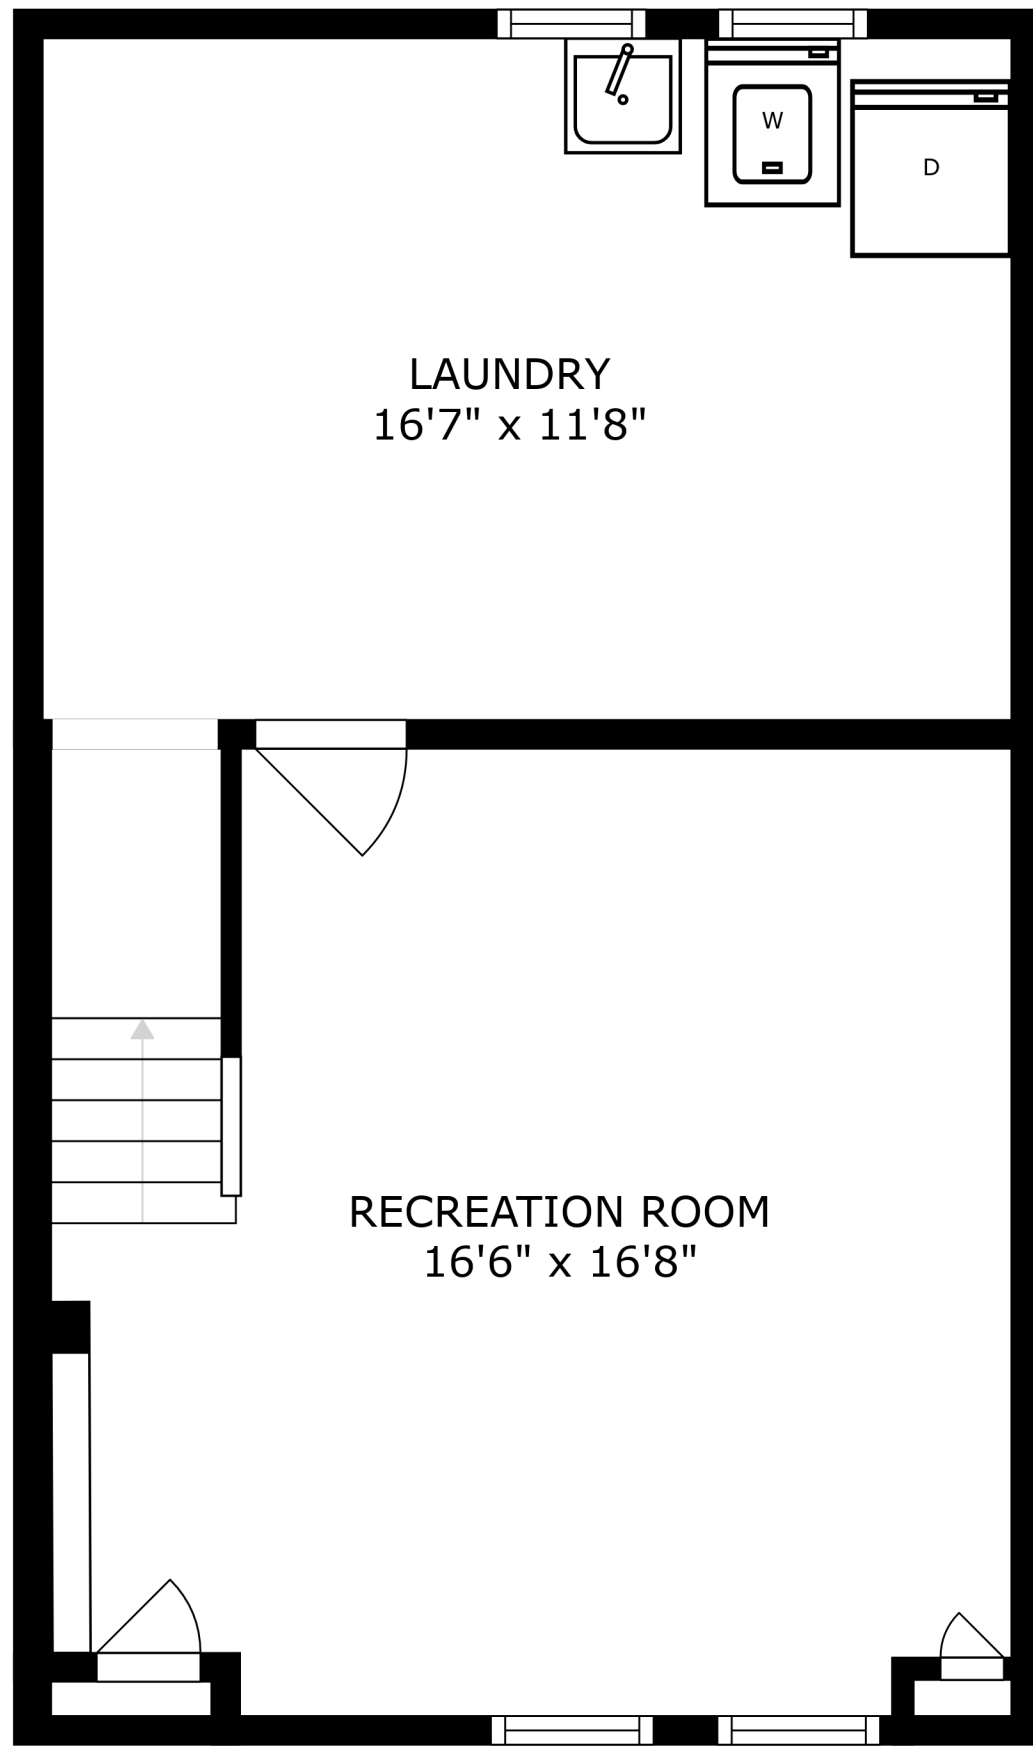 W
D
LAUNDRY
16'7" x 11'8"
RECREATION ROOM
16'6" x 16'8"